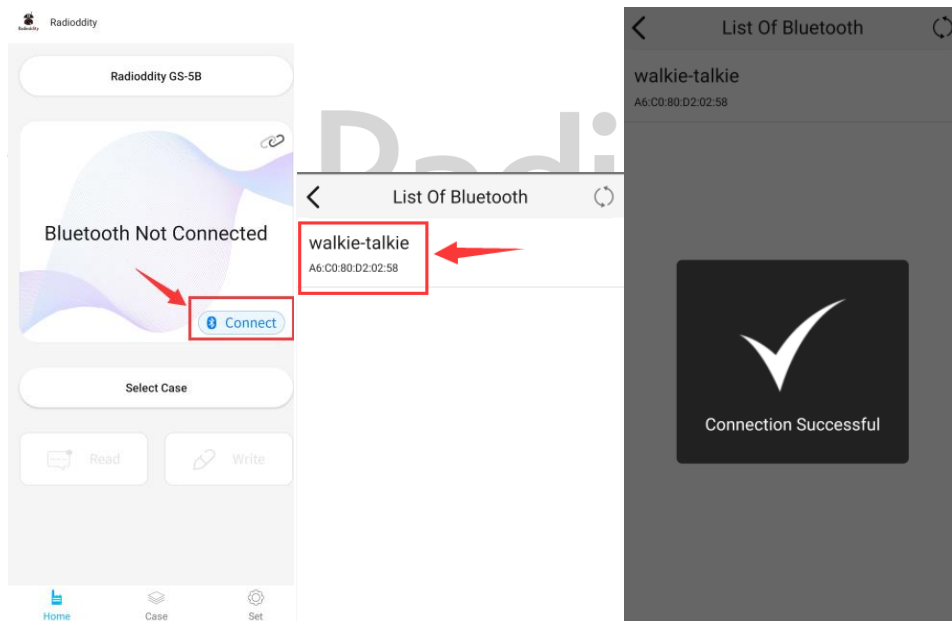 Radioddity
Radioddity GS-5B
Bluetooth Not Connected
Connect
Select Case
Read
Write
Home
Case
Set
Radi
List Of Bluetooth
walkie-talkie
A6:C0:80:D2:02:58
List Of Bluetooth
walkie-talkie
A6:C0:80:D2:02:58
Connection Successful